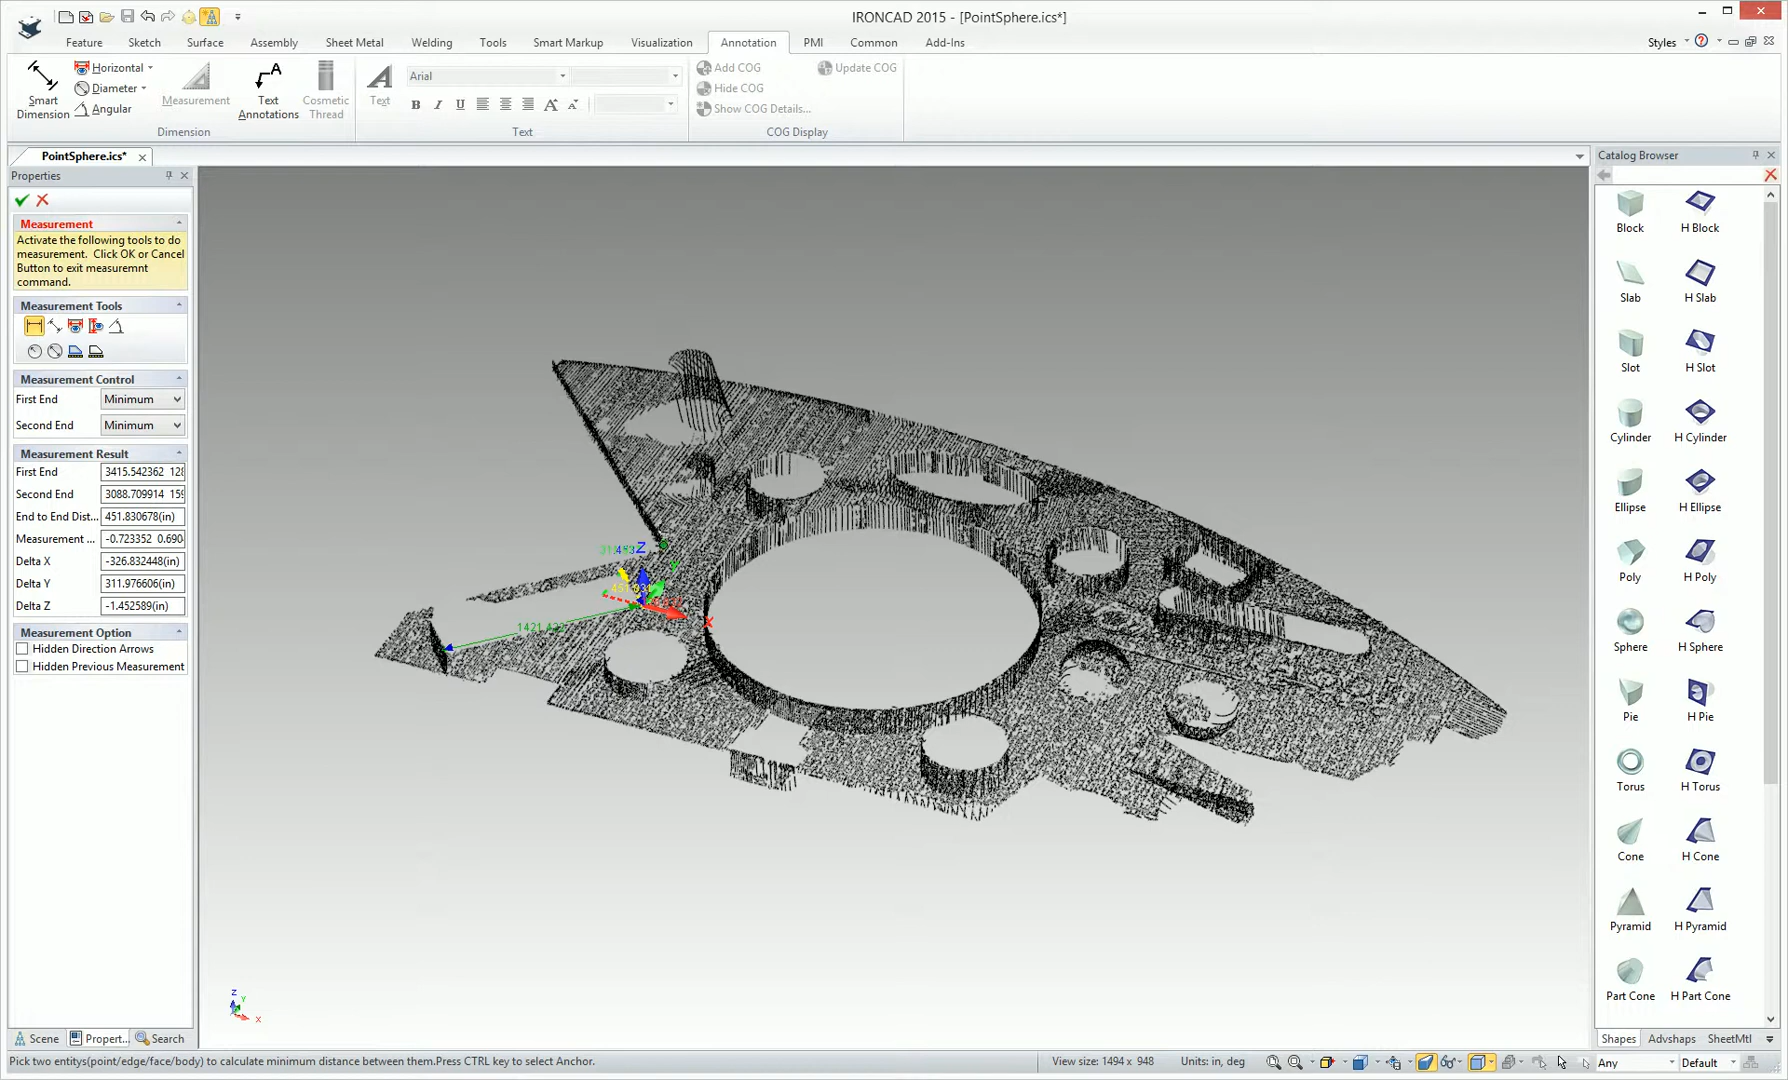 IRONCAD 2015 - [PointSphere.ics*]
Feature Sketch Surface Assembly Sheet Metal Welding Tools Smart Markup Visualization Annotation PMI Common Add-Ins Styles
Smart Dimension
Horizontal
Diameter
Angular
Measurement
Text Annotations
Cosmetic Thread
Dimension
Text
Arial
B I U A A
Text
Add COG
Update COG
Hide COG
Show COG Details...
COG Display
PointSphere.ics*
Properties
Measurement
Activate the following tools to do
measurement. Click OK or Cancel
Button to exit measuremnt
command.
Measurement Tools
Measurement Control
First End Minimum
Second End Minimum
Measurement Result
First End 3415.542362 128
Second End 3088.709914 159
End to End Dist... 451.830678(in)
Measurement ... -0.723352 0.690
Delta X -326.832448(in)
Delta Y 311.976606(in)
Delta Z -1.452589(in)
Measurement Option
Hidden Direction Arrows
Hidden Previous Measurement
Scene Propert... Search
Z
Y
X
Z
Y
X
Catalog Browser
Block H Block
Slab H Slab
Slot H Slot
Cylinder H Cylinder
Ellipse H Ellipse
Poly H Poly
Sphere H Sphere
Pie H Pie
Torus H Torus
Cone H Cone
Pyramid H Pyramid
Part Cone H Part Cone
Shapes Advshaps SheetMtl
Pick two entitys(point/edge/face/body) to calculate minimum distance between them.Press CTRL key to select Anchor.
View size: 1494 x 948 Units: in, deg Any Default